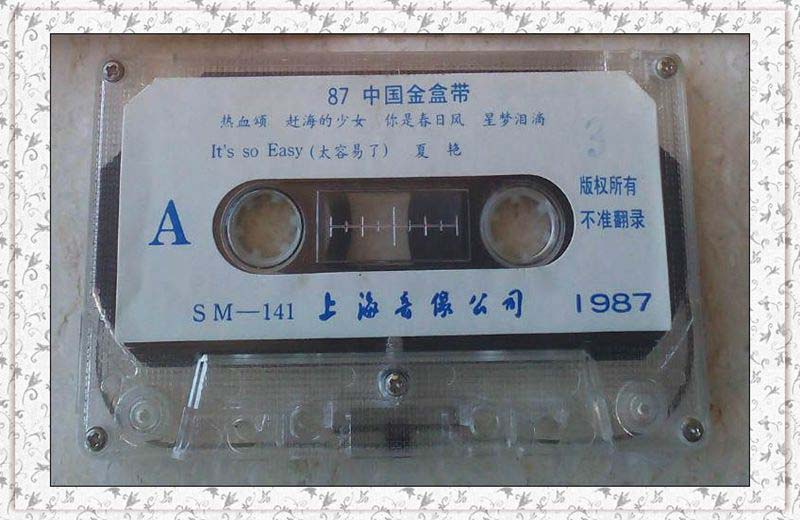 87 中国金盒带
热血颂 赶海的少女 你是春日风 星梦泪滴
It's so Easy (太容易了) 夏艳
3
版权所有
不准翻录
A
SM—141 上海音像公司 1987